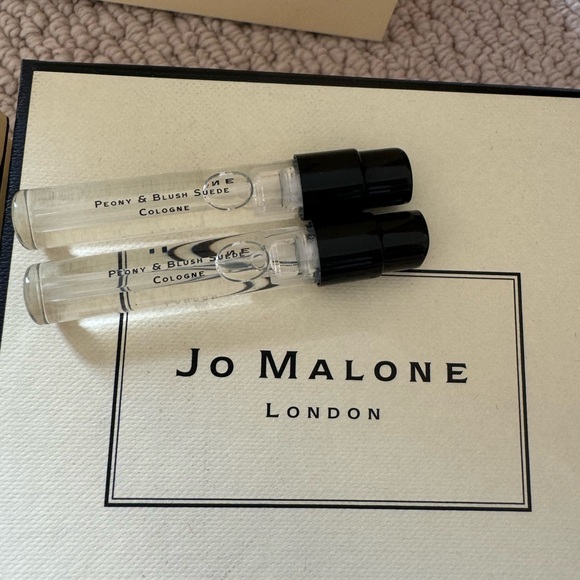 Peony & Blush Suede
Cologne
Peony & Blush Suede
Cologne
Jo Malone
London